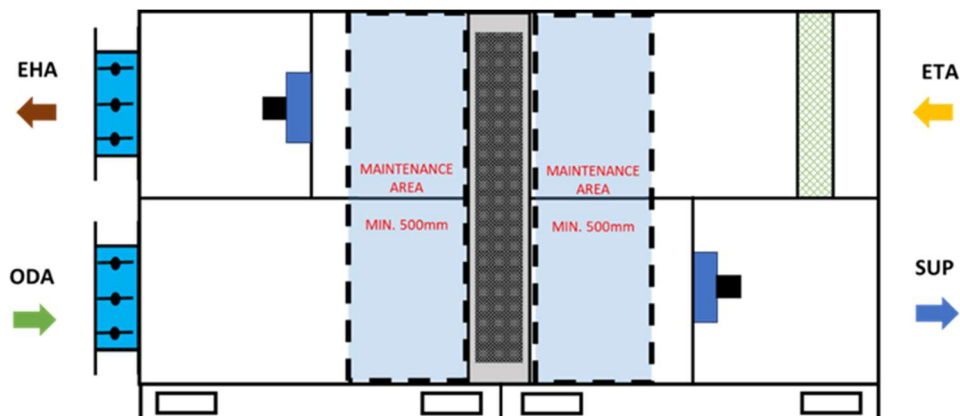 EHA
ETA
MAINTENANCE
AREA
MIN. 500mm
MAINTENANCE
AREA
MIN. 500mm
ODA
SUP